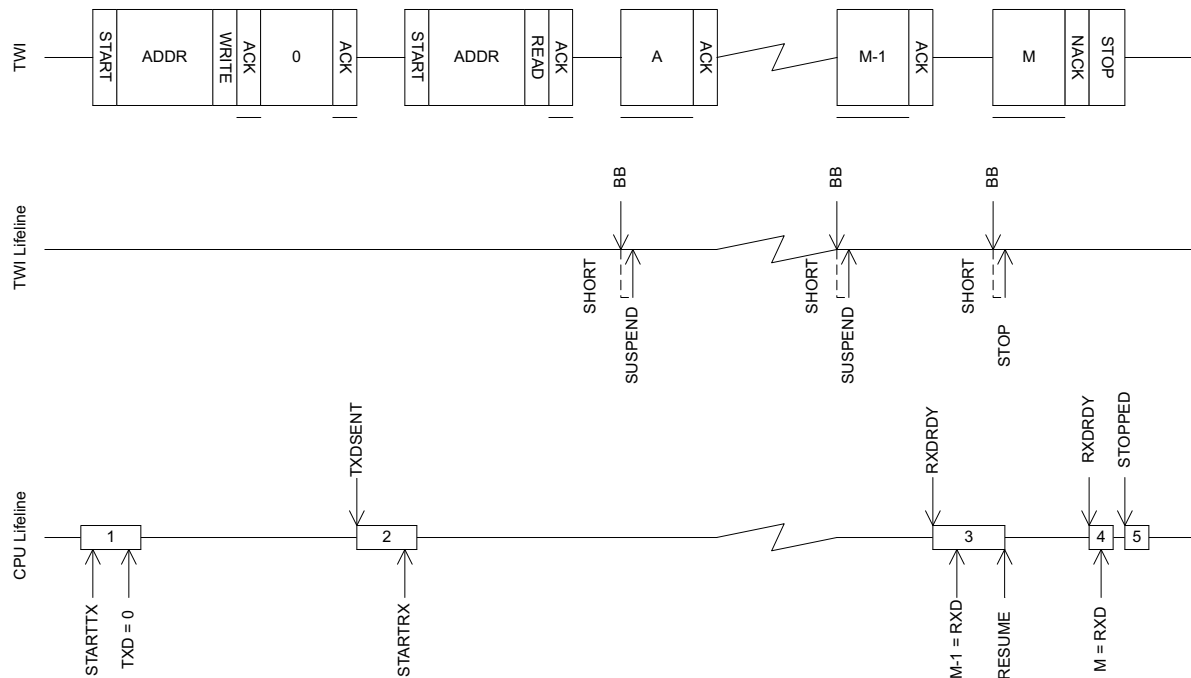 TWI
START
ADDR
WRITE
ACK
0
ACK
START
ADDR
READ
ACK
A
ACK
M-1
ACK
M
NACK
STOP
TWI Lifeline
BB
SHORT
SUSPEND
BB
SHORT
SUSPEND
BB
SHORT
STOP
CPU Lifeline
1
STARTTX
TXD = 0
TXDSENT
2
STARTRX
RXDRDY
3
M-1 = RXD
RESUME
RXDRDY
4
M = RXD
STOPPED
5